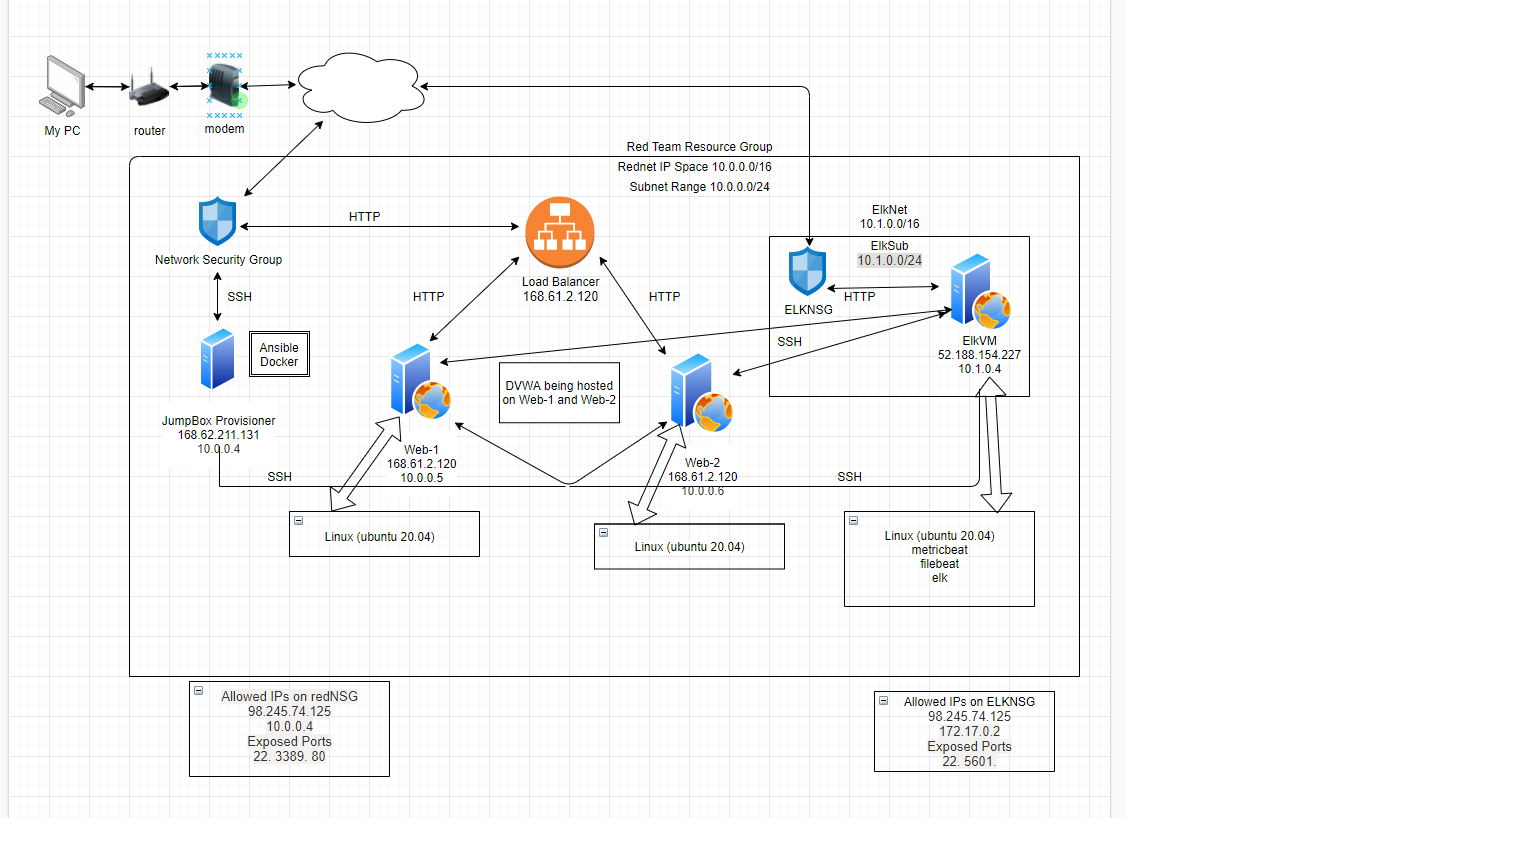 My PC
router
modem
Red Team Resource Group
Rednet IP Space 10.0.0.0/16
Subnet Range 10.0.0.0/24
HTTP
Network Security Group
SSH
Load Balancer
168.61.2.120
HTTP
HTTP
ElkNet
10.1.0.0/16
ElkSub
10.1.0.0/24
HTTP
ELKNSG
SSH
ElkVM
52.188.154.227
10.1.0.4
Ansible
Docker
DVWA being hosted
on Web-1 and Web-2
JumpBox Provisioner
168.62.211.131
10.0.0.4
Web-1
168.61.2.120
10.0.0.5
Web-2
168.61.2.120
10.0.0.6
SSH
SSH
Linux (ubuntu 20.04)
Linux (ubuntu 20.04)
Linux (ubuntu 20.04)
metricbeat
filebeat
elk
Allowed IPs on redNSG
98.245.74.125
10.0.0.4
Exposed Ports
22. 3389. 80
Allowed IPs on ELKNSG
98.245.74.125
172.17.0.2
Exposed Ports
22. 5601.